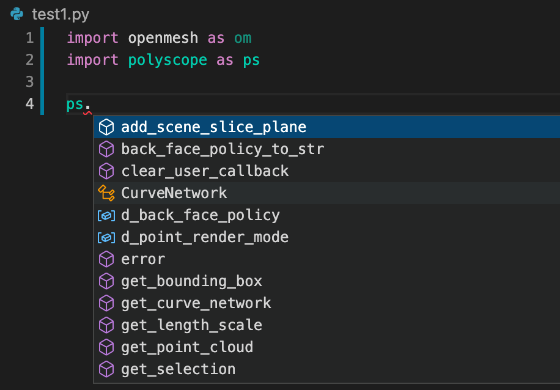 test1.py
1 import openmesh as om
2 import polyscope as ps
3
4 ps.
add_scene_slice_plane
back_face_policy_to_str
clear_user_callback
CurveNetwork
d_back_face_policy
d_point_render_mode
error
get_bounding_box
get_curve_network
get_length_scale
get_point_cloud
get_selection